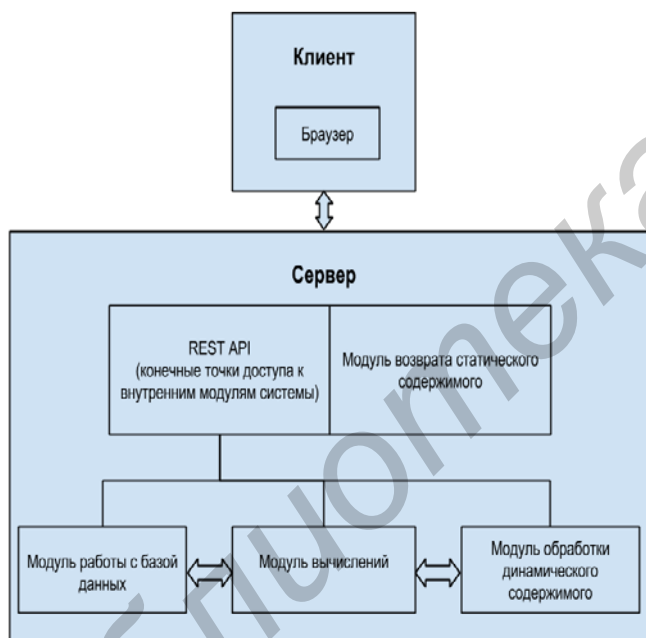 Клиент
Браузер
Сервер
REST API
(конечные точки доступа к
внутренним модулям системы)
Модуль возврата статического
содержимого
Модуль работы с базой
данных
Модуль вычислений
Модуль обработки
динамического
содержимого